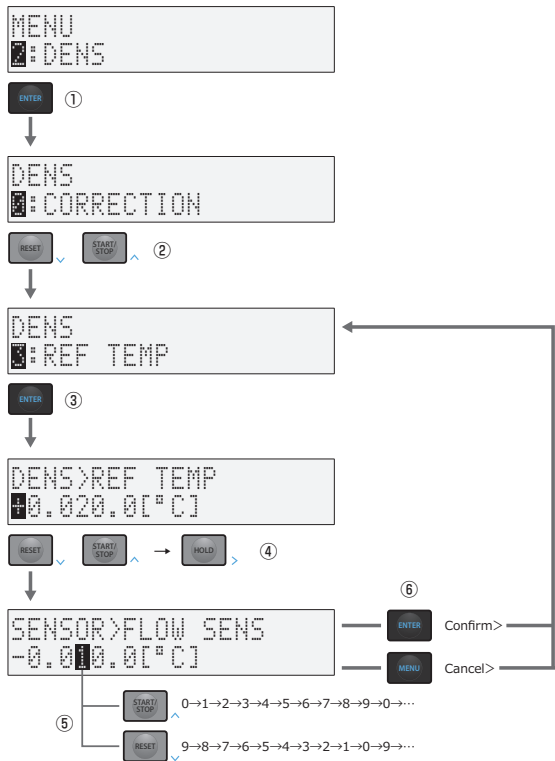 MENU
2:DENS
ENTER ①
DENS
0:CORRECTION
RESET START/STOP ②
DENS
3:REF TEMP
ENTER ③
DENS>REF TEMP
+0.020.0[°C]
RESET START/STOP → HOLD ④
⑥
SENSOR>FLOW SENS
-0.010.0[°C]
ENTER Confirm>
MENU Cancel>
⑤
START/STOP 0→1→2→3→4→5→6→7→8→9→0→…
RESET 9→8→7→6→5→4→3→2→1→0→9→…